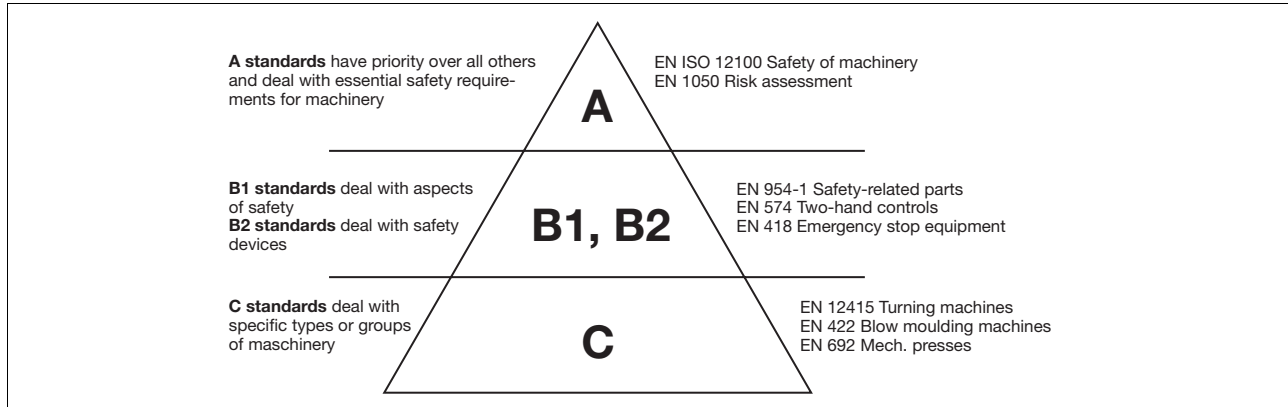 A standards have priority over all others
and deal with essential safety require-
ments for machinery
A
EN ISO 12100 Safety of machinery
EN 1050 Risk assessment
B1 standards deal with aspects
of safety
B2 standards deal with safety
devices
B1, B2
EN 954-1 Safety-related parts
EN 574 Two-hand controls
EN 418 Emergency stop equipment
C standards deal with
specific types or groups
of maschinery
C
EN 12415 Turning machines
EN 422 Blow moulding machines
EN 692 Mech. presses